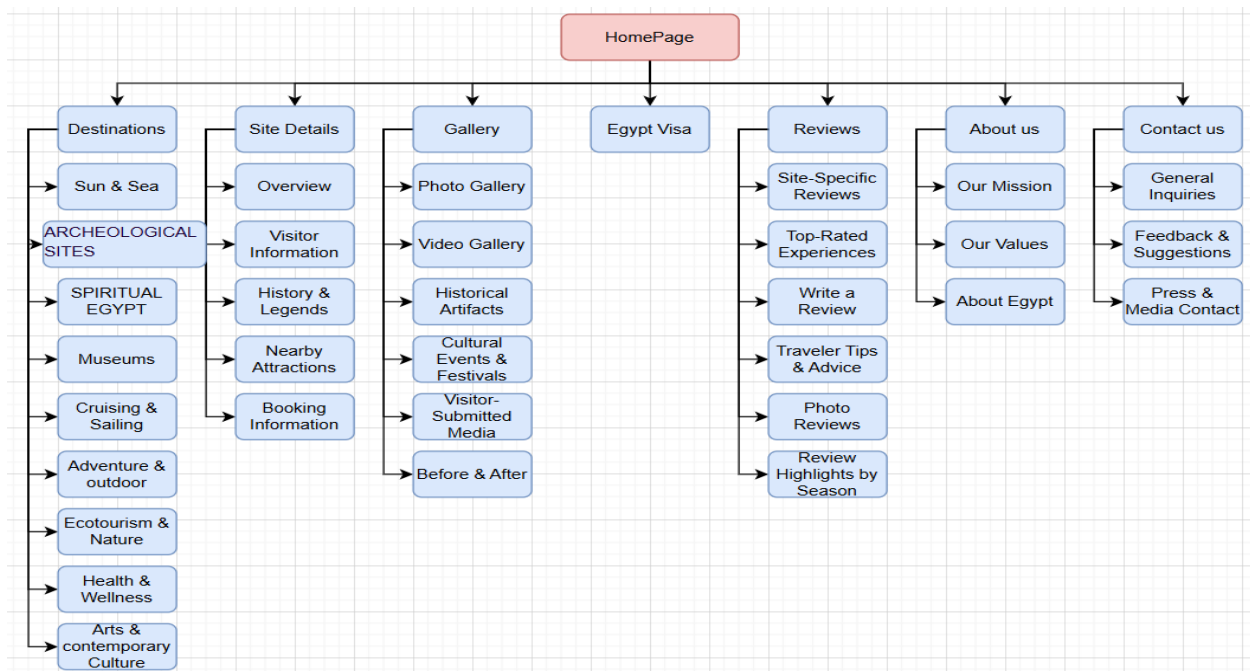 HomePage
Destinations
Sun & Sea
ARCHEOLOGICAL
SITES
SPIRITUAL
EGYPT
Museums
Cruising &
Sailing
Adventure &
outdoor
Ecotourism &
Nature
Health &
Wellness
Arts &
contemporary
Culture
Site Details
Overview
Visitor
Information
History &
Legends
Nearby
Attractions
Booking
Information
Gallery
Photo Gallery
Video Gallery
Historical
Artifacts
Cultural
Events &
Festivals
Visitor-
Submitted
Media
Before & After
Egypt Visa
Reviews
Site-Specific
Reviews
Top-Rated
Experiences
Write a
Review
Traveler Tips
& Advice
Photo
Reviews
Review
Highlights by
Season
About us
Our Mission
Our Values
About Egypt
Contact us
General
Inquiries
Feedback &
Suggestions
Press &
Media Contact